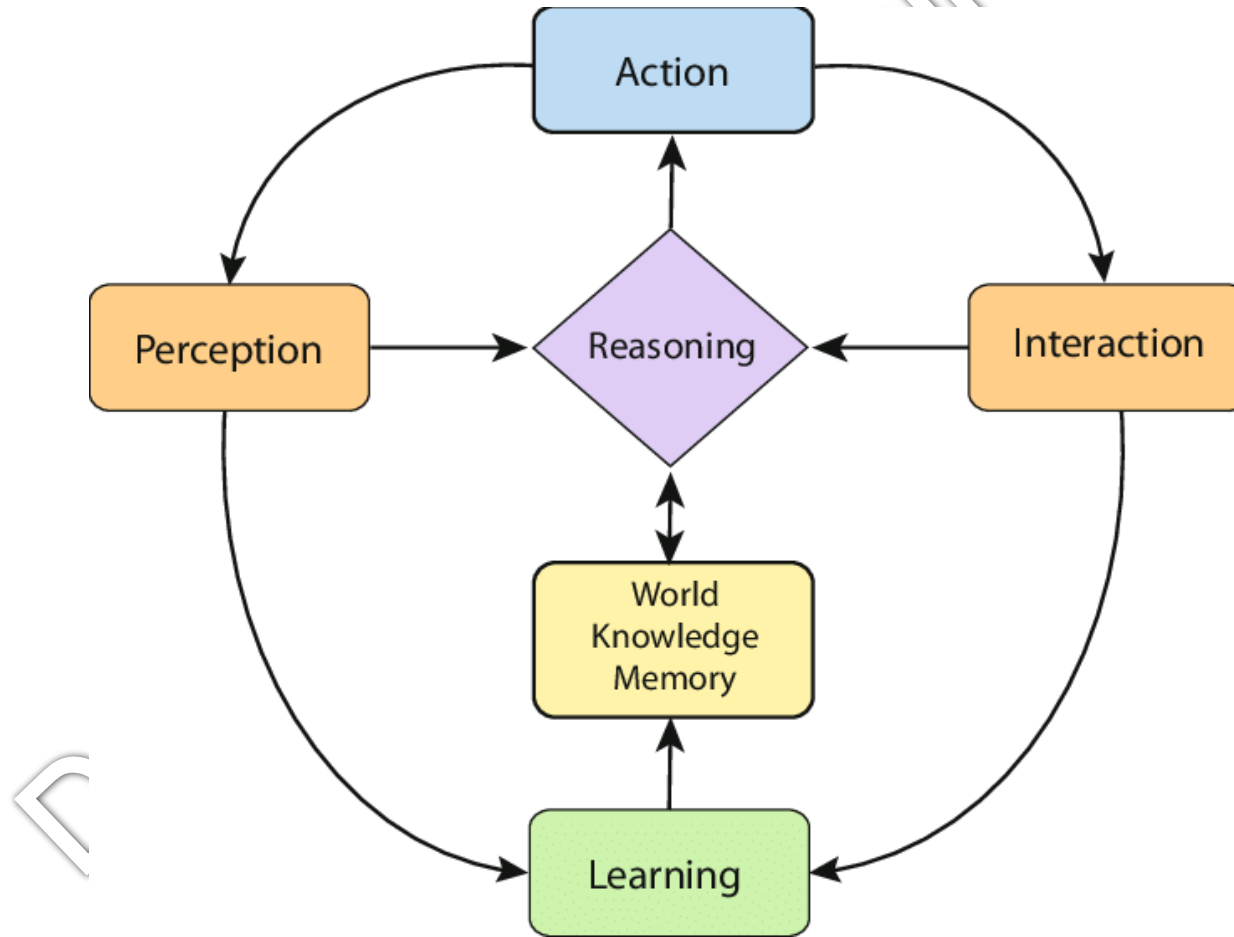 Action
Perception
Reasoning
Interaction
World
Knowledge
Memory
Learning